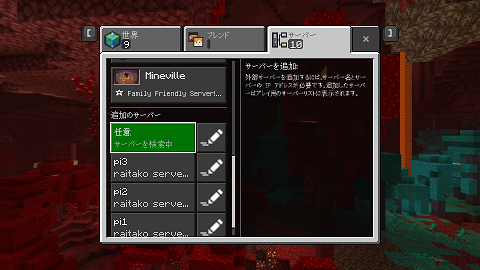 世界
9
フレンド
サーバー
10
Mineville
Family Friendly Server!...
追加のサーバー
任意
サーバーを検索中
pi3
raitako serve...
pi2
raitako serve...
pi1
raitako serve...
サーバーを追加:
外部サーバーを追加するには、サーバー名とサーバ
ーの IP アドレスが必要です。追加したサーバ
ーはプレイ用のサーバーリストに表示されます。